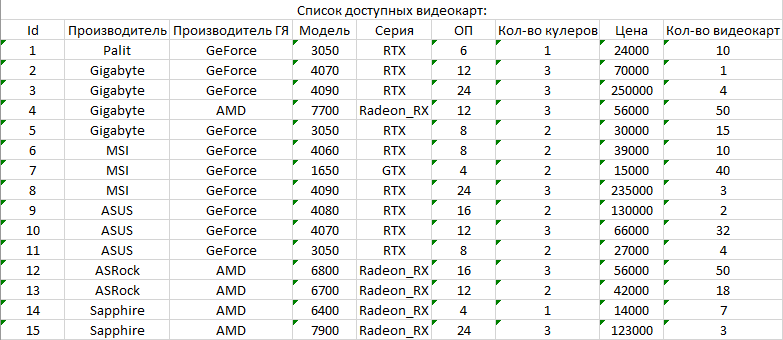 Список доступных видеокарт:
Id Производитель Производитель ГЯ Модель Серия ОП Кол-во кулеров Цена Кол-во видеокарт
1 Palit GeForce 3050 RTX 6 1 24000 10
2 Gigabyte GeForce 4070 RTX 12 3 70000 1
3 Gigabyte GeForce 4090 RTX 24 3 250000 4
4 Gigabyte AMD 7700 Radeon_RX 12 3 56000 50
5 Gigabyte GeForce 3050 RTX 8 2 30000 15
6 MSI GeForce 4060 RTX 8 2 39000 10
7 MSI GeForce 1650 GTX 4 2 15000 40
8 MSI GeForce 4090 RTX 24 3 235000 3
9 ASUS GeForce 4080 RTX 16 2 130000 2
10 ASUS GeForce 4070 RTX 12 3 66000 32
11 ASUS GeForce 3050 RTX 8 2 27000 4
12 ASRock AMD 6800 Radeon_RX 16 3 56000 50
13 ASRock AMD 6700 Radeon_RX 12 2 42000 18
14 Sapphire AMD 6400 Radeon_RX 4 1 14000 7
15 Sapphire AMD 7900 Radeon_RX 24 3 123000 3